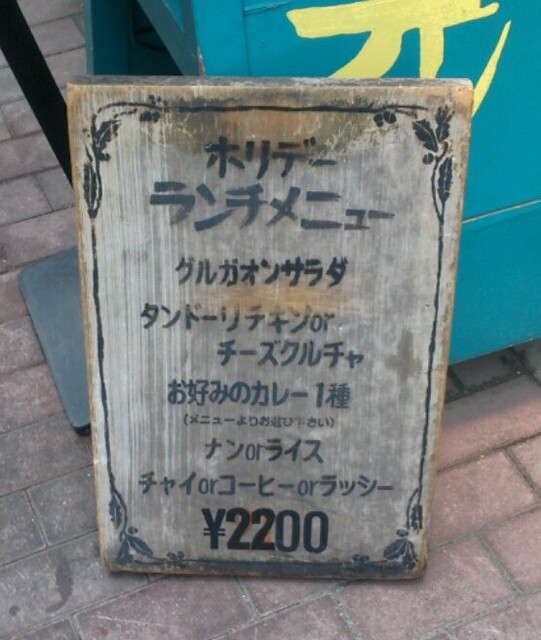 ホリデー
ランチメニュー
グルガオンサラダ
タンドーリチキンor
チーズクルチャ
お好みのカレー1種
(メニューよりお選び下さい)
ナンorライス
チャイorコーヒーorラッシー
¥2200